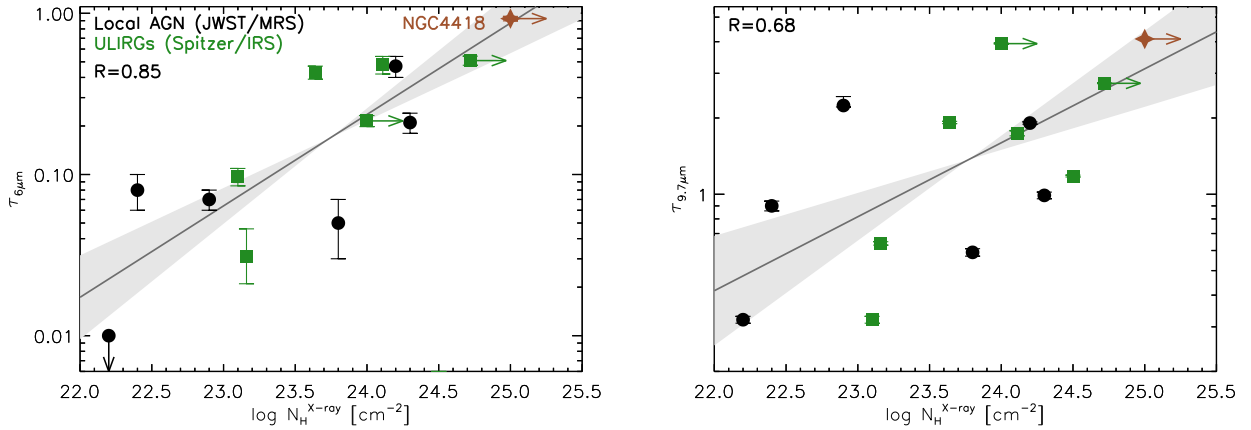 Local AGN (JWST/MRS)
NGC4418
ULIRGs (Spitzer/IRS)
R=0.85
1.00
0.10
0.01
τ6μm
22.0 22.5 23.0 23.5 24.0 24.5 25.0 25.5
log N_H^X-ray [cm⁻²]
R=0.68
1
τ9.7μm
22.0 22.5 23.0 23.5 24.0 24.5 25.0 25.5
log N_H^X-ray [cm⁻²]